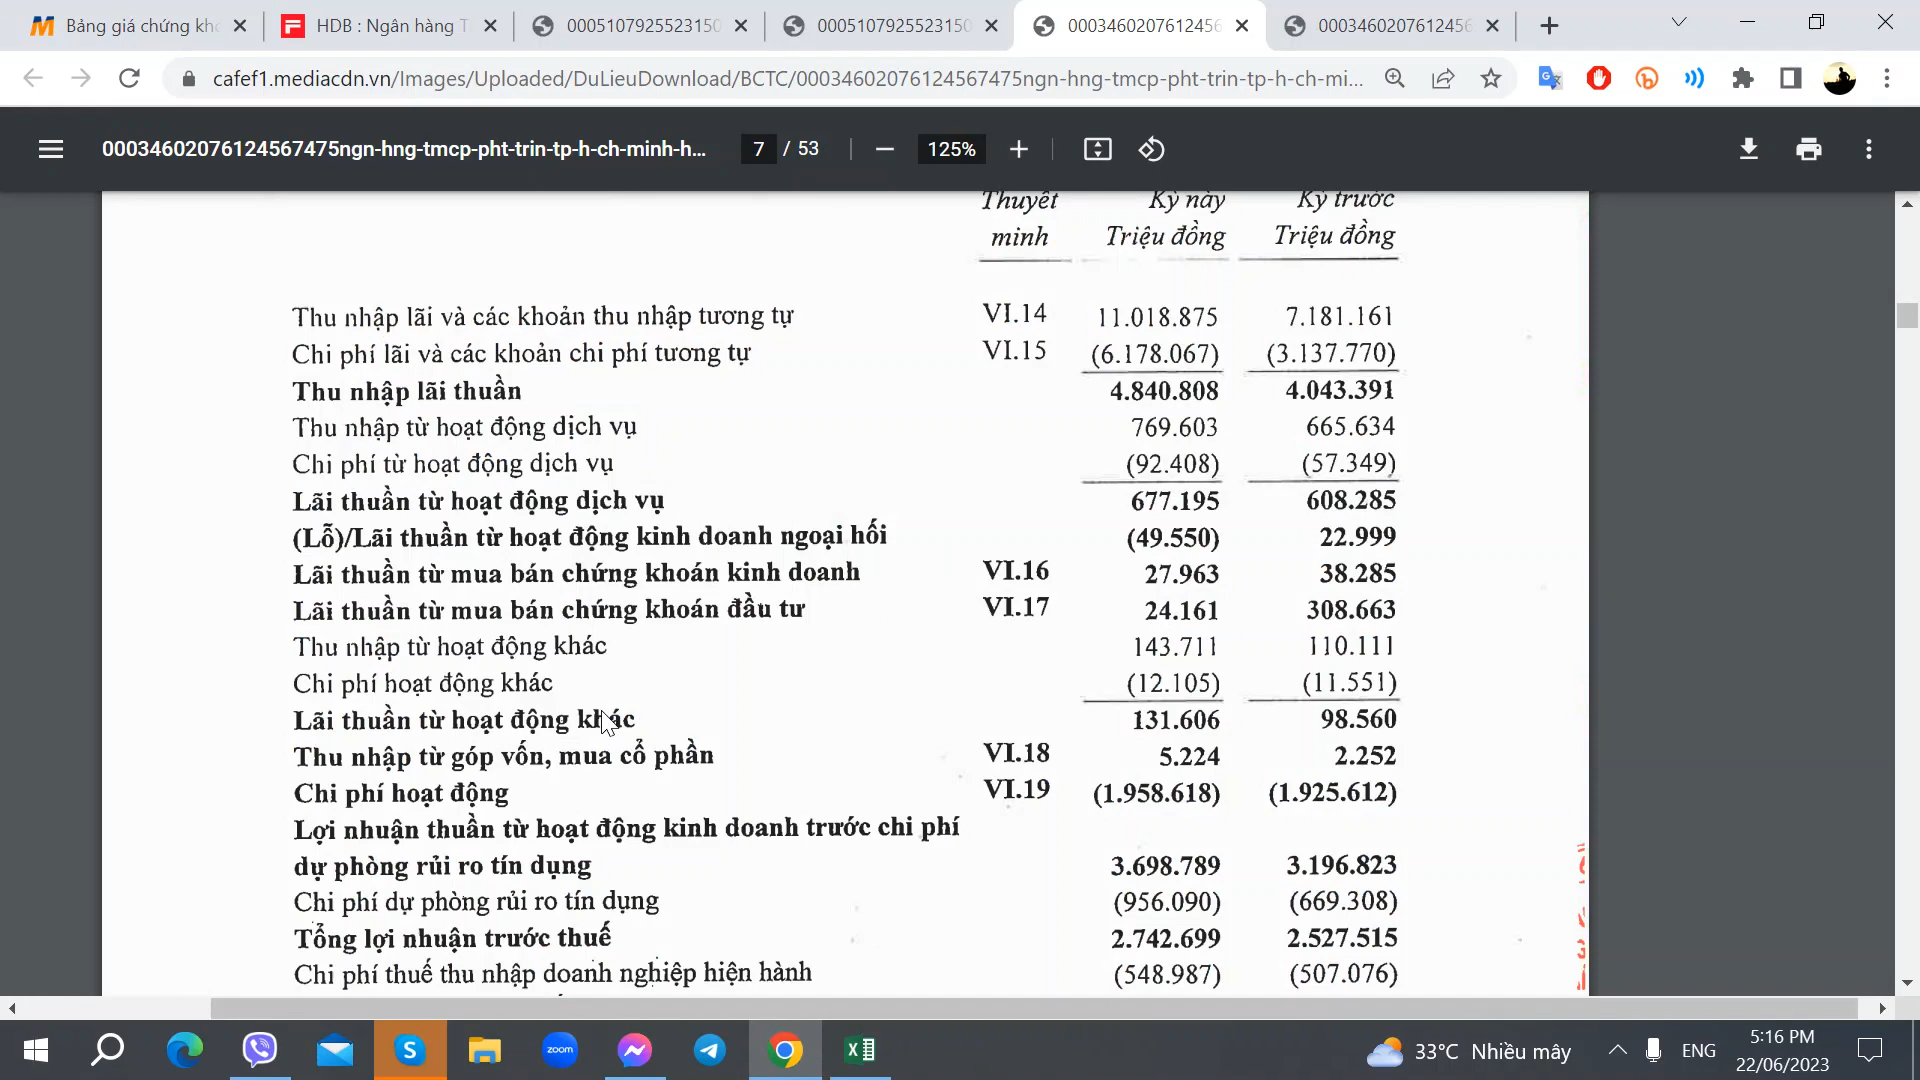 Bảng giá chứng kho
HDB : Ngân hàng T
0005107925523150
0005107925523150
0003460207612456
0003460207612456
cafef1.mediacdn.vn/Images/Uploaded/DuLieuDownload/BCTC/00034602076124567475ngn-hng-tmcp-pht-trin-tp-h-ch-mi...
00034602076124567475ngn-hng-tmcp-pht-trin-tp-h-ch-minh-h... 7 / 53 125%
Thuyết Kỳ này Kỳ trước
minh Triệu đồng Triệu đồng
Thu nhập lãi và các khoản thu nhập tương tự VI.14 11.018.875 7.181.161
Chi phí lãi và các khoản chi phí tương tự VI.15 (6.178.067) (3.137.770)
Thu nhập lãi thuần 4.840.808 4.043.391
Thu nhập từ hoạt động dịch vụ 769.603 665.634
Chi phí từ hoạt động dịch vụ (92.408) (57.349)
Lãi thuần từ hoạt động dịch vụ 677.195 608.285
(Lỗ)/Lãi thuần từ hoạt động kinh doanh ngoại hối (49.550) 22.999
Lãi thuần từ mua bán chứng khoán kinh doanh VI.16 27.963 38.285
Lãi thuần từ mua bán chứng khoán đầu tư VI.17 24.161 308.663
Thu nhập từ hoạt động khác 143.711 110.111
Chi phí hoạt động khác (12.105) (11.551)
Lãi thuần từ hoạt động khác 131.606 98.560
Thu nhập từ góp vốn, mua cổ phần VI.18 5.224 2.252
Chi phí hoạt động VI.19 (1.958.618) (1.925.612)
Lợi nhuận thuần từ hoạt động kinh doanh trước chi phí
dự phòng rủi ro tín dụng 3.698.789 3.196.823
Chi phí dự phòng rủi ro tín dụng (956.090) (669.308)
Tổng lợi nhuận trước thuế 2.742.699 2.527.515
Chi phí thuế thu nhập doanh nghiệp hiện hành (548.987) (507.076)
zoom
33°C Nhiều mây
ENG
5:16 PM
22/06/2023